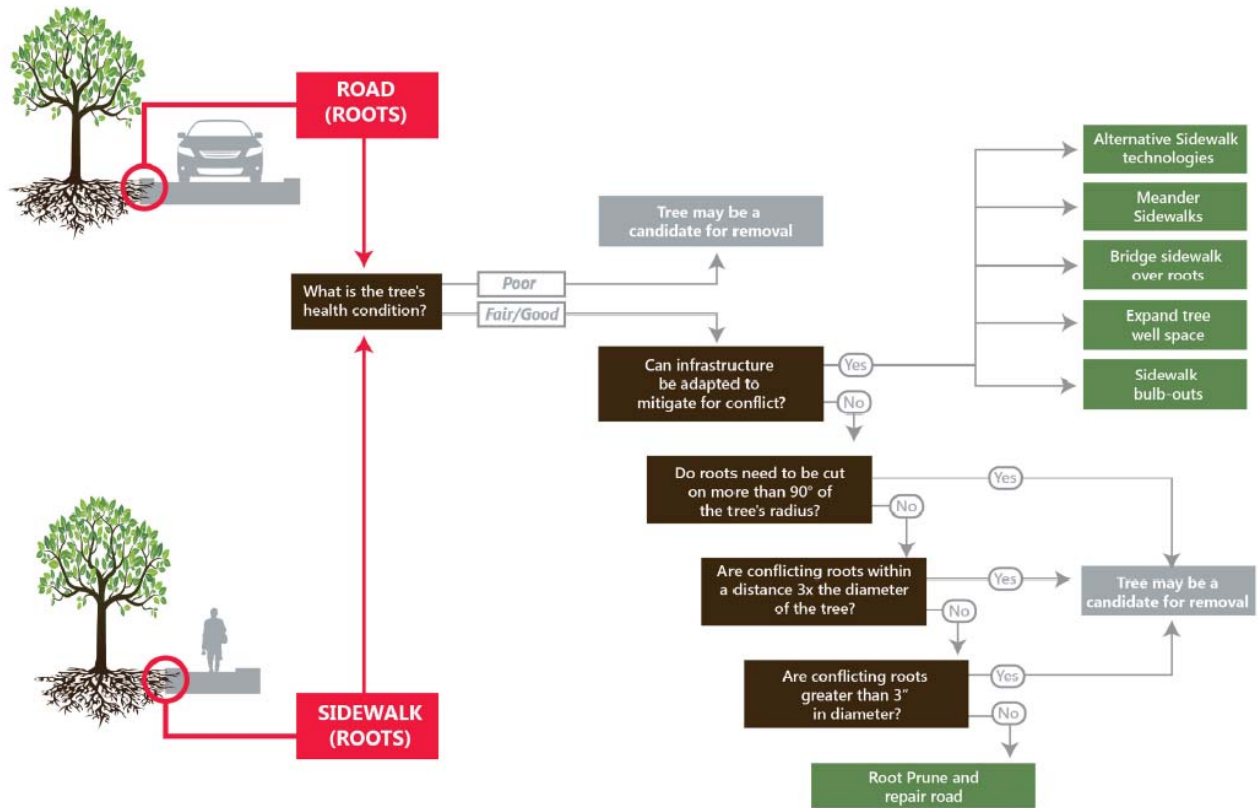 ROAD
(ROOTS)
Alternative Sidewalk
technologies
Meander
Sidewalks
Tree may be a
candidate for removal
Bridge sidewalk
over roots
What is the tree's
health condition?
Poor
Fair/Good
Expand tree
well space
Can infrastructure
be adapted to
mitigate for conflict?
Yes
No
Sidewalk
bulb-outs
Do roots need to be cut
on more than 90° of
the tree's radius?
Yes
No
Are conflicting roots within
a distance 3x the diameter
of the tree?
Yes
No
Tree may be a
candidate for removal
Are conflicting roots
greater than 3"
in diameter?
Yes
No
SIDEWALK
(ROOTS)
Root Prune and
repair road